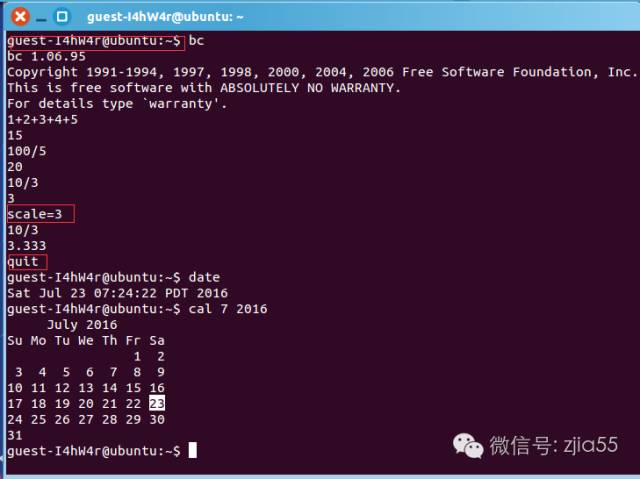 guest-I4hW4r@ubuntu: ~
guest-I4hW4r@ubuntu:~$ bc
bc 1.06.95
Copyright 1991-1994, 1997, 1998, 2000, 2004, 2006 Free Software Foundation, Inc.
This is free software with ABSOLUTELY NO WARRANTY.
For details type `warranty'.
1+2+3+4+5
15
100/5
20
10/3
3
scale=3
10/3
3.333
quit
guest-I4hW4r@ubuntu:~$ date
Sat Jul 23 07:24:22 PDT 2016
guest-I4hW4r@ubuntu:~$ cal 7 2016
     July 2016
Su Mo Tu We Th Fr Sa
                1  2
 3  4  5  6  7  8  9
10 11 12 13 14 15 16
17 18 19 20 21 22 23
24 25 26 27 28 29 30
31
guest-I4hW4r@ubuntu:~$
微信号: zjia55